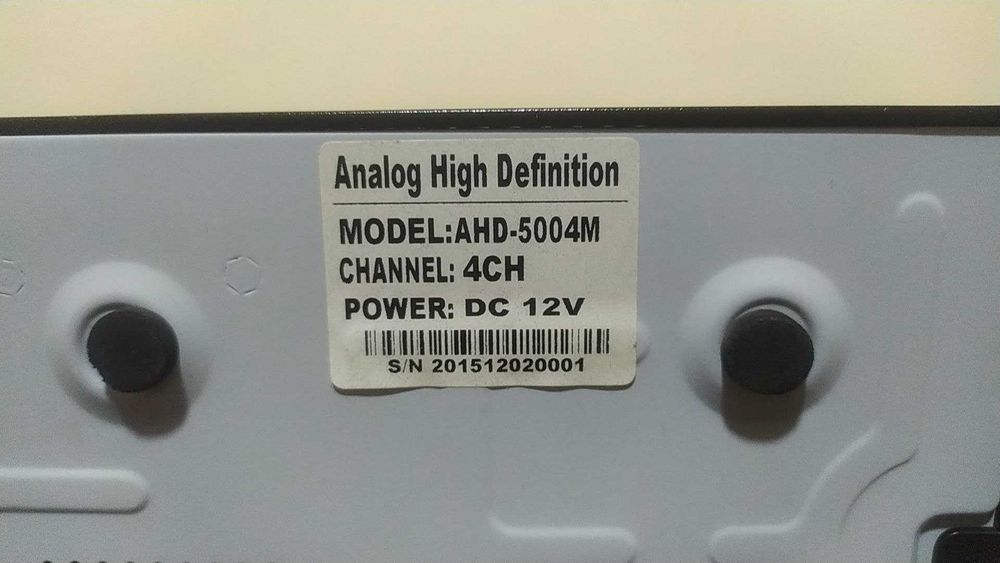 Analog High Definition
MODEL:AHD-5004M
CHANNEL: 4CH
POWER: DC 12V
S/N 201512020001